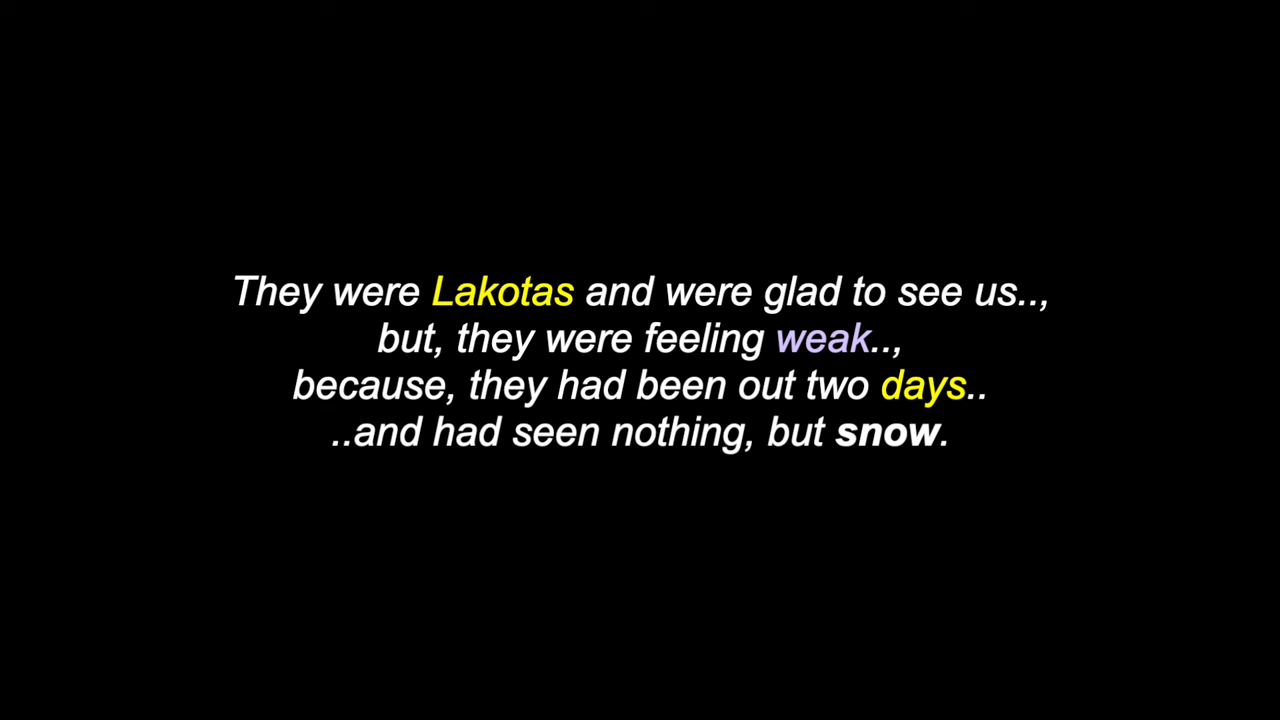 They were Lakotas and were glad to see us..,
but, they were feeling weak..,
because, they had been out two days..
..and had seen nothing, but snow.